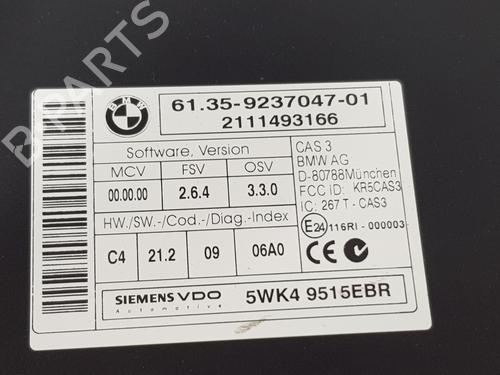 BMW
61.35-9237047-01
2111493166
Software, Version
MCV FSV OSV
00.00.00 2.6.4 3.3.0
HW./SW.-/Cod.-/Diag.-Index
C4 21.2 09 06A0
CAS 3
BMW AG
D-80788München
FCC ID: KR5CAS3
IC: 267 T - CAS3
E24 116RI - 000003
CE
SIEMENS VDO
Automotive
5WK4 9515EBR
B-PARTS